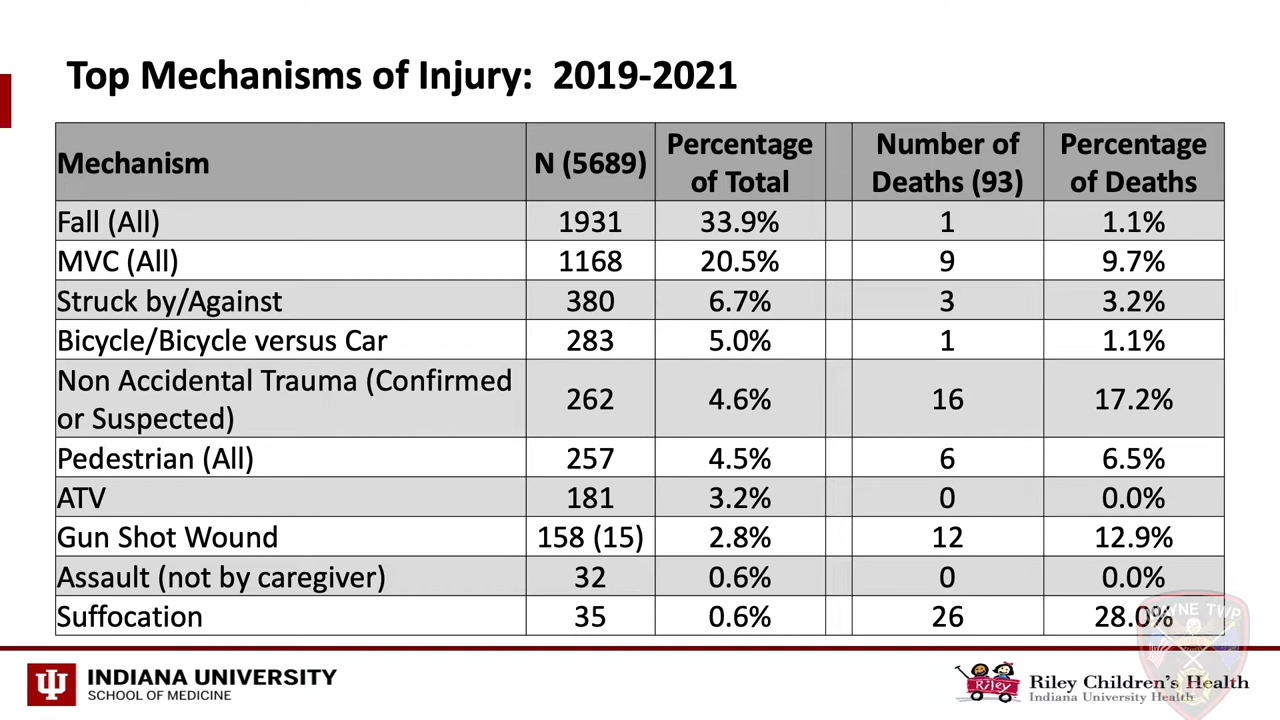 Top Mechanisms of Injury: 2019-2021
Mechanism N (5689) Percentage of Total Number of Deaths (93) Percentage of Deaths
Fall (All) 1931 33.9% 1 1.1%
MVC (All) 1168 20.5% 9 9.7%
Struck by/Against 380 6.7% 3 3.2%
Bicycle/Bicycle versus Car 283 5.0% 1 1.1%
Non Accidental Trauma (Confirmed or Suspected) 262 4.6% 16 17.2%
Pedestrian (All) 257 4.5% 6 6.5%
ATV 181 3.2% 0 0.0%
Gun Shot Wound 158 (15) 2.8% 12 12.9%
Assault (not by caregiver) 32 0.6% 0 0.0%
Suffocation 35 0.6% 26 28.0%
INDIANA UNIVERSITY
SCHOOL OF MEDICINE
Riley
Riley Children's Health
Indiana University Health
TWP